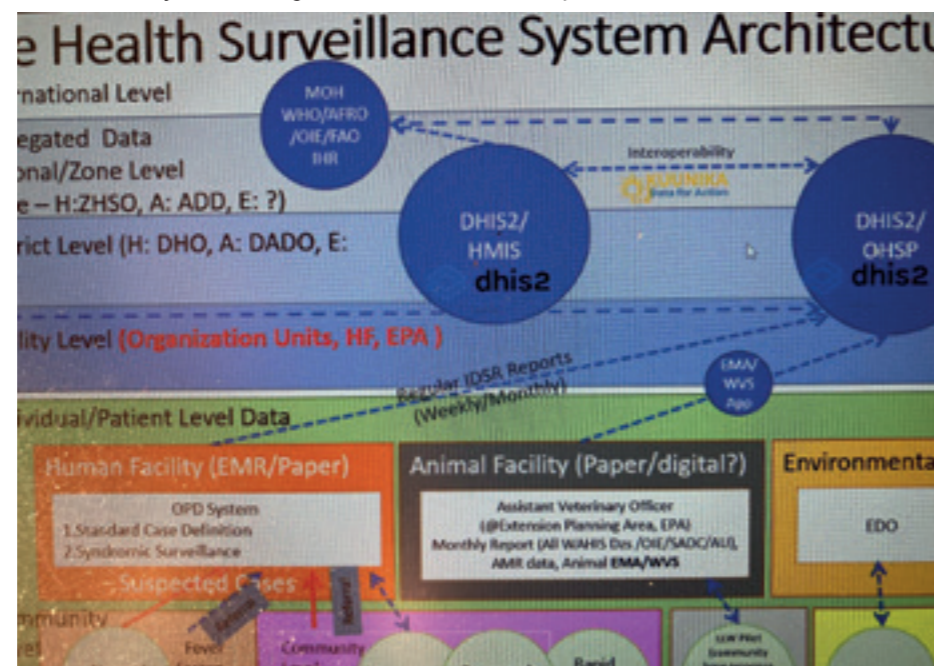 e Health Surveillance System Architectu
rnational Level
MOH
WHO/AFRO
/OIE/FAO
IHR
egated Data
onal/Zone Level
e – H:ZHSO, A: ADD, E: ?)
Interoperability
KUUNIKA
Data for Action
rict Level (H: DHO, A: DADO, E:
DHIS2/
HMIS
dhis2
DHIS2/
OHSP
dhis2
lity Level (Organization Units, HF, EPA )
Regular IDSR Reports
(Weekly/Monthly)
EMA/
WVS
App
ividual/Patient Level Data
Human Facility (EMR/Paper)
OPD System
1.Standard Case Definition
2.Syndromic Surveillance
- Suspected Cases
Animal Facility (Paper/digital?)
Assistant Veterinary Officer
(@Extension Planning Area, EPA)
Monthly Report (All WAHIS Des /OIE/SADC/AU),
AMR data, Animal EMA/WVS
Environmenta
EDO
mmunity
vel
Fever
Community
Rapid
LLW Pilot
(community